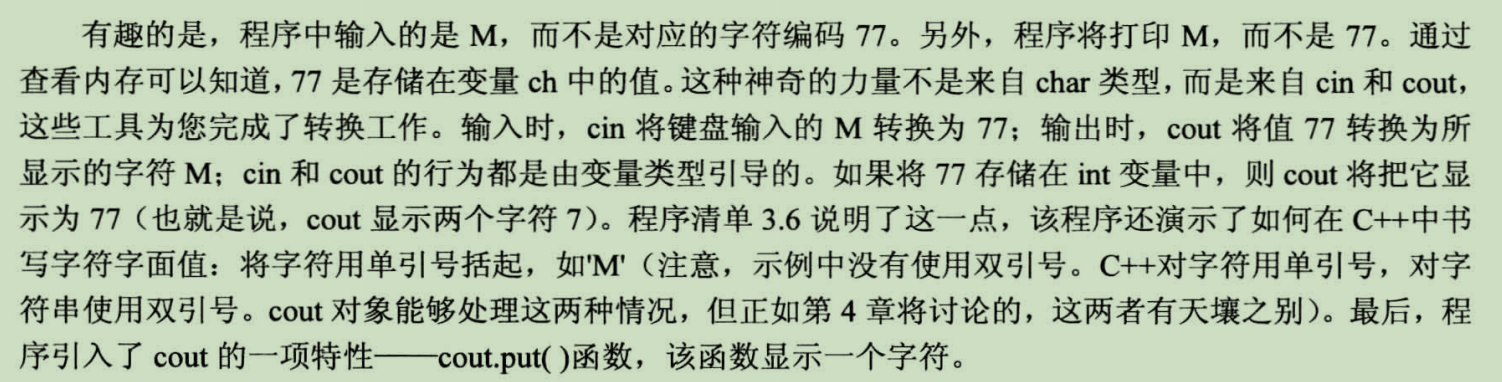 有趣的是，程序中输入的是 M，而不是对应的字符编码 77。另外，程序将打印 M，而不是 77。通过
查看内存可以知道，77 是存储在变量 ch 中的值。这种神奇的力量不是来自 char 类型，而是来自 cin 和 cout，
这些工具为您完成了转换工作。输入时，cin 将键盘输入的 M 转换为 77；输出时，cout 将值 77 转换为所
显示的字符 M；cin 和 cout 的行为都是由变量类型引导的。如果将 77 存储在 int 变量中，则 cout 将把它显
示为 77（也就是说，cout 显示两个字符 7）。程序清单 3.6 说明了这一点，该程序还演示了如何在 C++中书
写字符字面值：将字符用单引号括起，如'M'（注意，示例中没有使用双引号。C++对字符用单引号，对字
符串使用双引号。cout 对象能够处理这两种情况，但正如第 4 章将讨论的，这两者有天壤之别）。最后，程
序引入了 cout 的一项特性——cout.put( )函数，该函数显示一个字符。